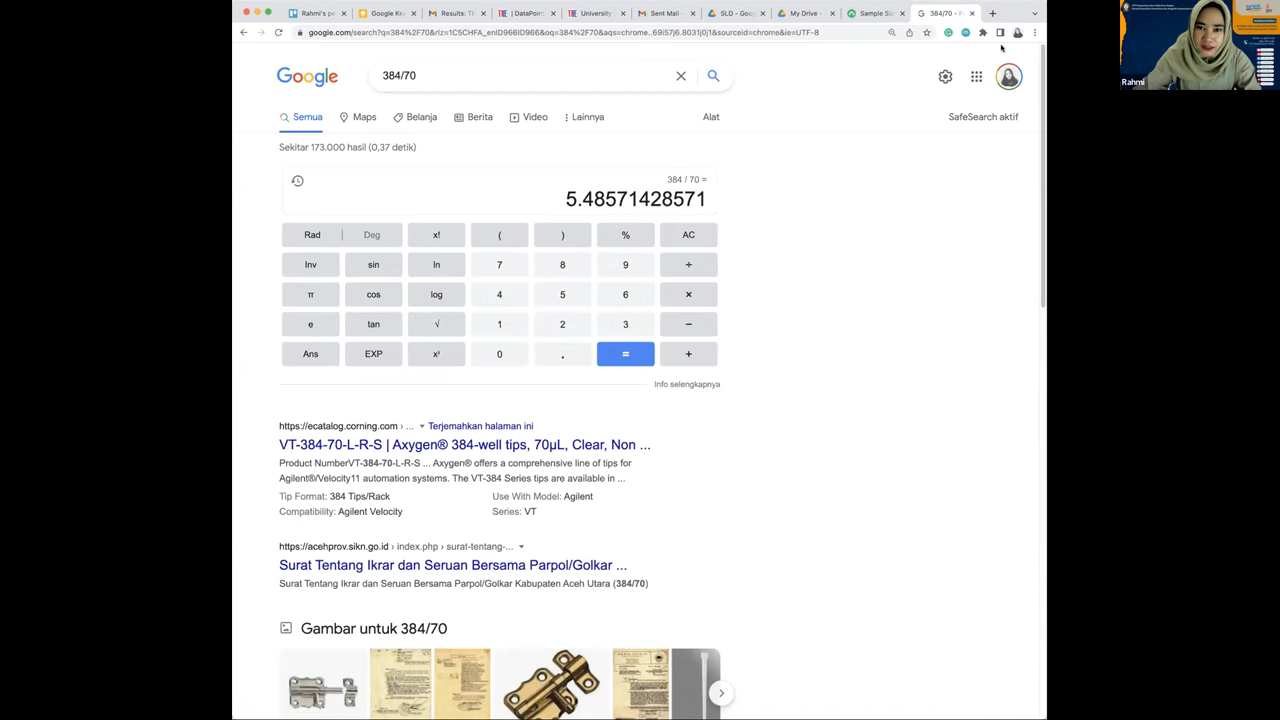 Rahmi's pe
Google Kee
| DataPoint
University
Sent Mail -
SLD - Goog
My Drive
Sample
384/70 -
google.com/search?q=384%2F70&rlz=1C5CHFA_enID966ID966&oq=384%2F70&aqs=chrome..69i57j6.8031j0j1&sourceid=chrome&ie=UTF-8
Rahmi
Google
384/70
Semua
Maps
Belanja
Berita
Video
Lainnya
Alat
SafeSearch aktif
Sekitar 173.000 hasil (0,37 detik)
384 / 70 =
5.48571428571
Rad Deg x! ( ) % AC
Inv sin ln 7 8 9 ÷
π cos log 4 5 6 ×
e tan √ 1 2 3 −
Ans EXP xʸ 0 . = +
Info selengkapnya
https://ecatalog.corning.com › ... Terjemahkan halaman ini
VT-384-70-L-R-S | Axygen® 384-well tips, 70µL, Clear, Non ...
Product NumberVT-384-70-L-R-S ... Axygen® offers a comprehensive line of tips for
Agilent®/Velocity11 automation systems. The VT-384 Series tips are available in ...
Tip Format: 384 Tips/Rack Use With Model: Agilent
Compatibility: Agilent Velocity Series: VT
https://acehprov.sikn.go.id › index.php › surat-tentang-...
Surat Tentang Ikrar dan Seruan Bersama Parpol/Golkar ...
Surat Tentang Ikrar dan Seruan Bersama Parpol/Golkar Kabupaten Aceh Utara (384/70)
Gambar untuk 384/70